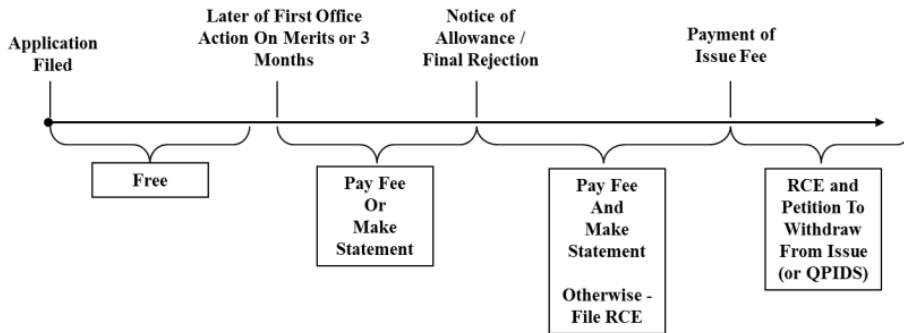 Application
Filed
Later of First Office
Action On Merits or 3
Months
Notice of
Allowance /
Final Rejection
Payment of
Issue Fee
Free
Pay Fee
Or
Make
Statement
Pay Fee
And
Make
Statement
Otherwise -
File RCE
RCE and
Petition To
Withdraw
From Issue
(or QPIDS)